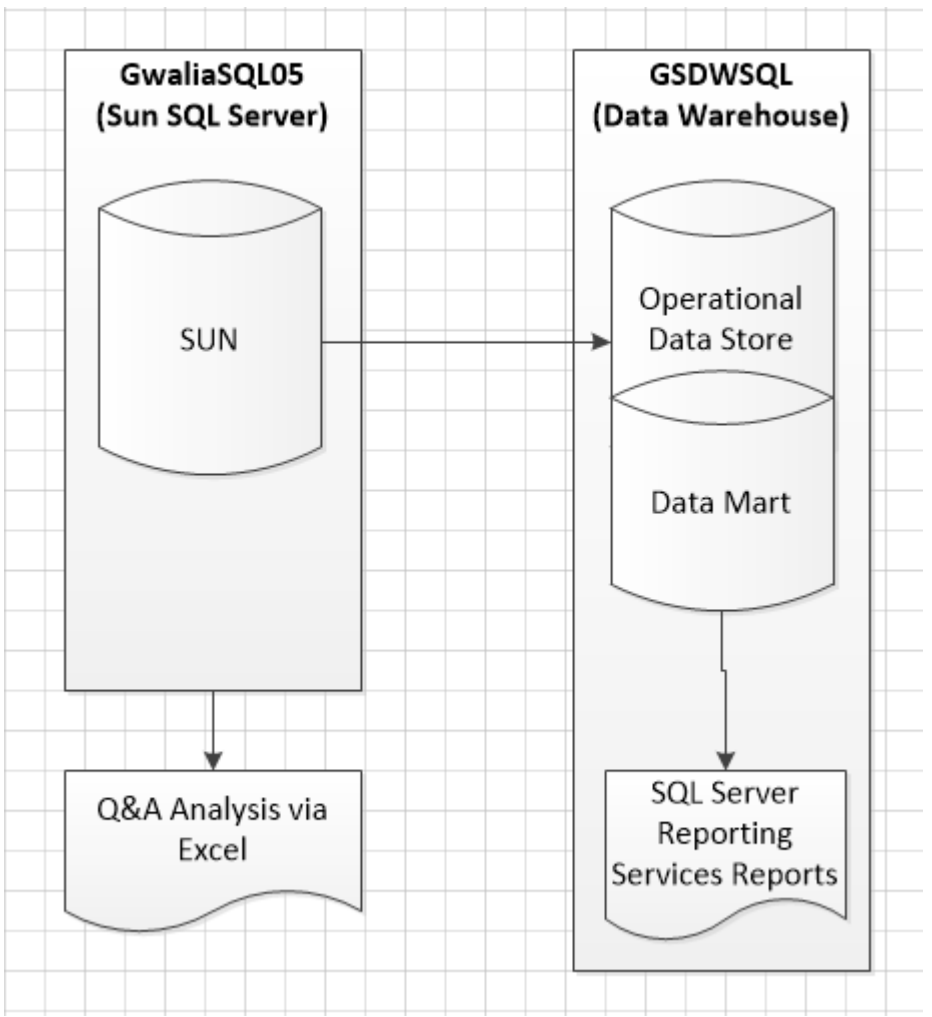 GwaliaSQL05
(Sun SQL Server)
SUN
Q&A Analysis via
Excel
GSDWSQL
(Data Warehouse)
Operational
Data Store
Data Mart
SQL Server
Reporting
Services Reports